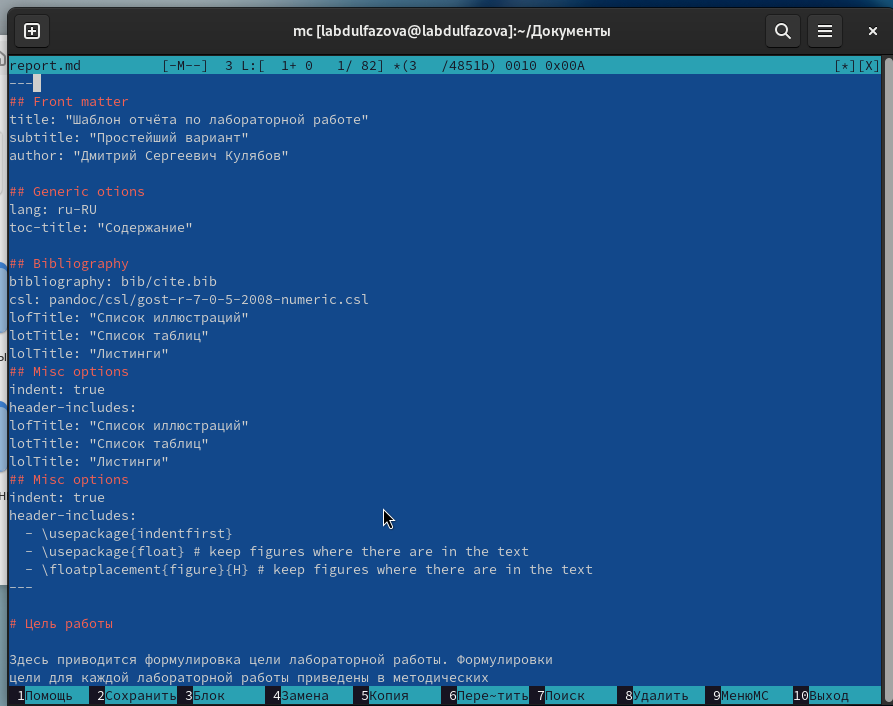 mc [labdulfazova@labdulfazova]:~/Документы
report.md [-M--] 3 L:[ 1+ 0 1/ 82] *(3 /4851b) 0010 0x00A [*][X]
---
## Front matter
title: "Шаблон отчёта по лабораторной работе"
subtitle: "Простейший вариант"
author: "Дмитрий Сергеевич Кулябов"
## Generic otions
lang: ru-RU
toc-title: "Содержание"
## Bibliography
bibliography: bib/cite.bib
csl: pandoc/csl/gost-r-7-0-5-2008-numeric.csl
lofTitle: "Список иллюстраций"
lotTitle: "Список таблиц"
lolTitle: "Листинги"
## Misc options
indent: true
header-includes:
lofTitle: "Список иллюстраций"
lotTitle: "Список таблиц"
lolTitle: "Листинги"
## Misc options
indent: true
header-includes:
  - \usepackage{indentfirst}
  - \usepackage{float} # keep figures where there are in the text
  - \floatplacement{figure}{H} # keep figures where there are in the text
---
# Цель работы
Здесь приводится формулировка цели лабораторной работы. Формулировки
цели для каждой лабораторной работы приведены в методических
1Помощь 2Сохранить 3Блок 4Замена 5Копия 6Пере~тить 7Поиск 8Удалить 9МенюMC 10Выход